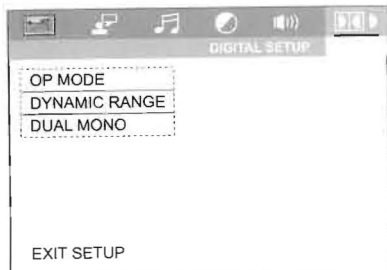 DIGITAL SETUP
OP MODE
DYNAMIC RANGE
DUAL MONO
EXIT SETUP